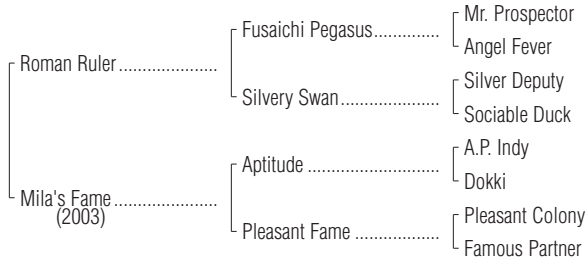 Mr. Prospector
Fusaichi Pegasus..............
Angel Fever
Roman Ruler.....................
Silver Deputy
Silvery Swan.....................
Sociable Duck
A.P. Indy
Aptitude ............................
Dokki
Mila's Fame ......................
(2003)
Pleasant Colony
Pleasant Fame ..................
Famous Partner